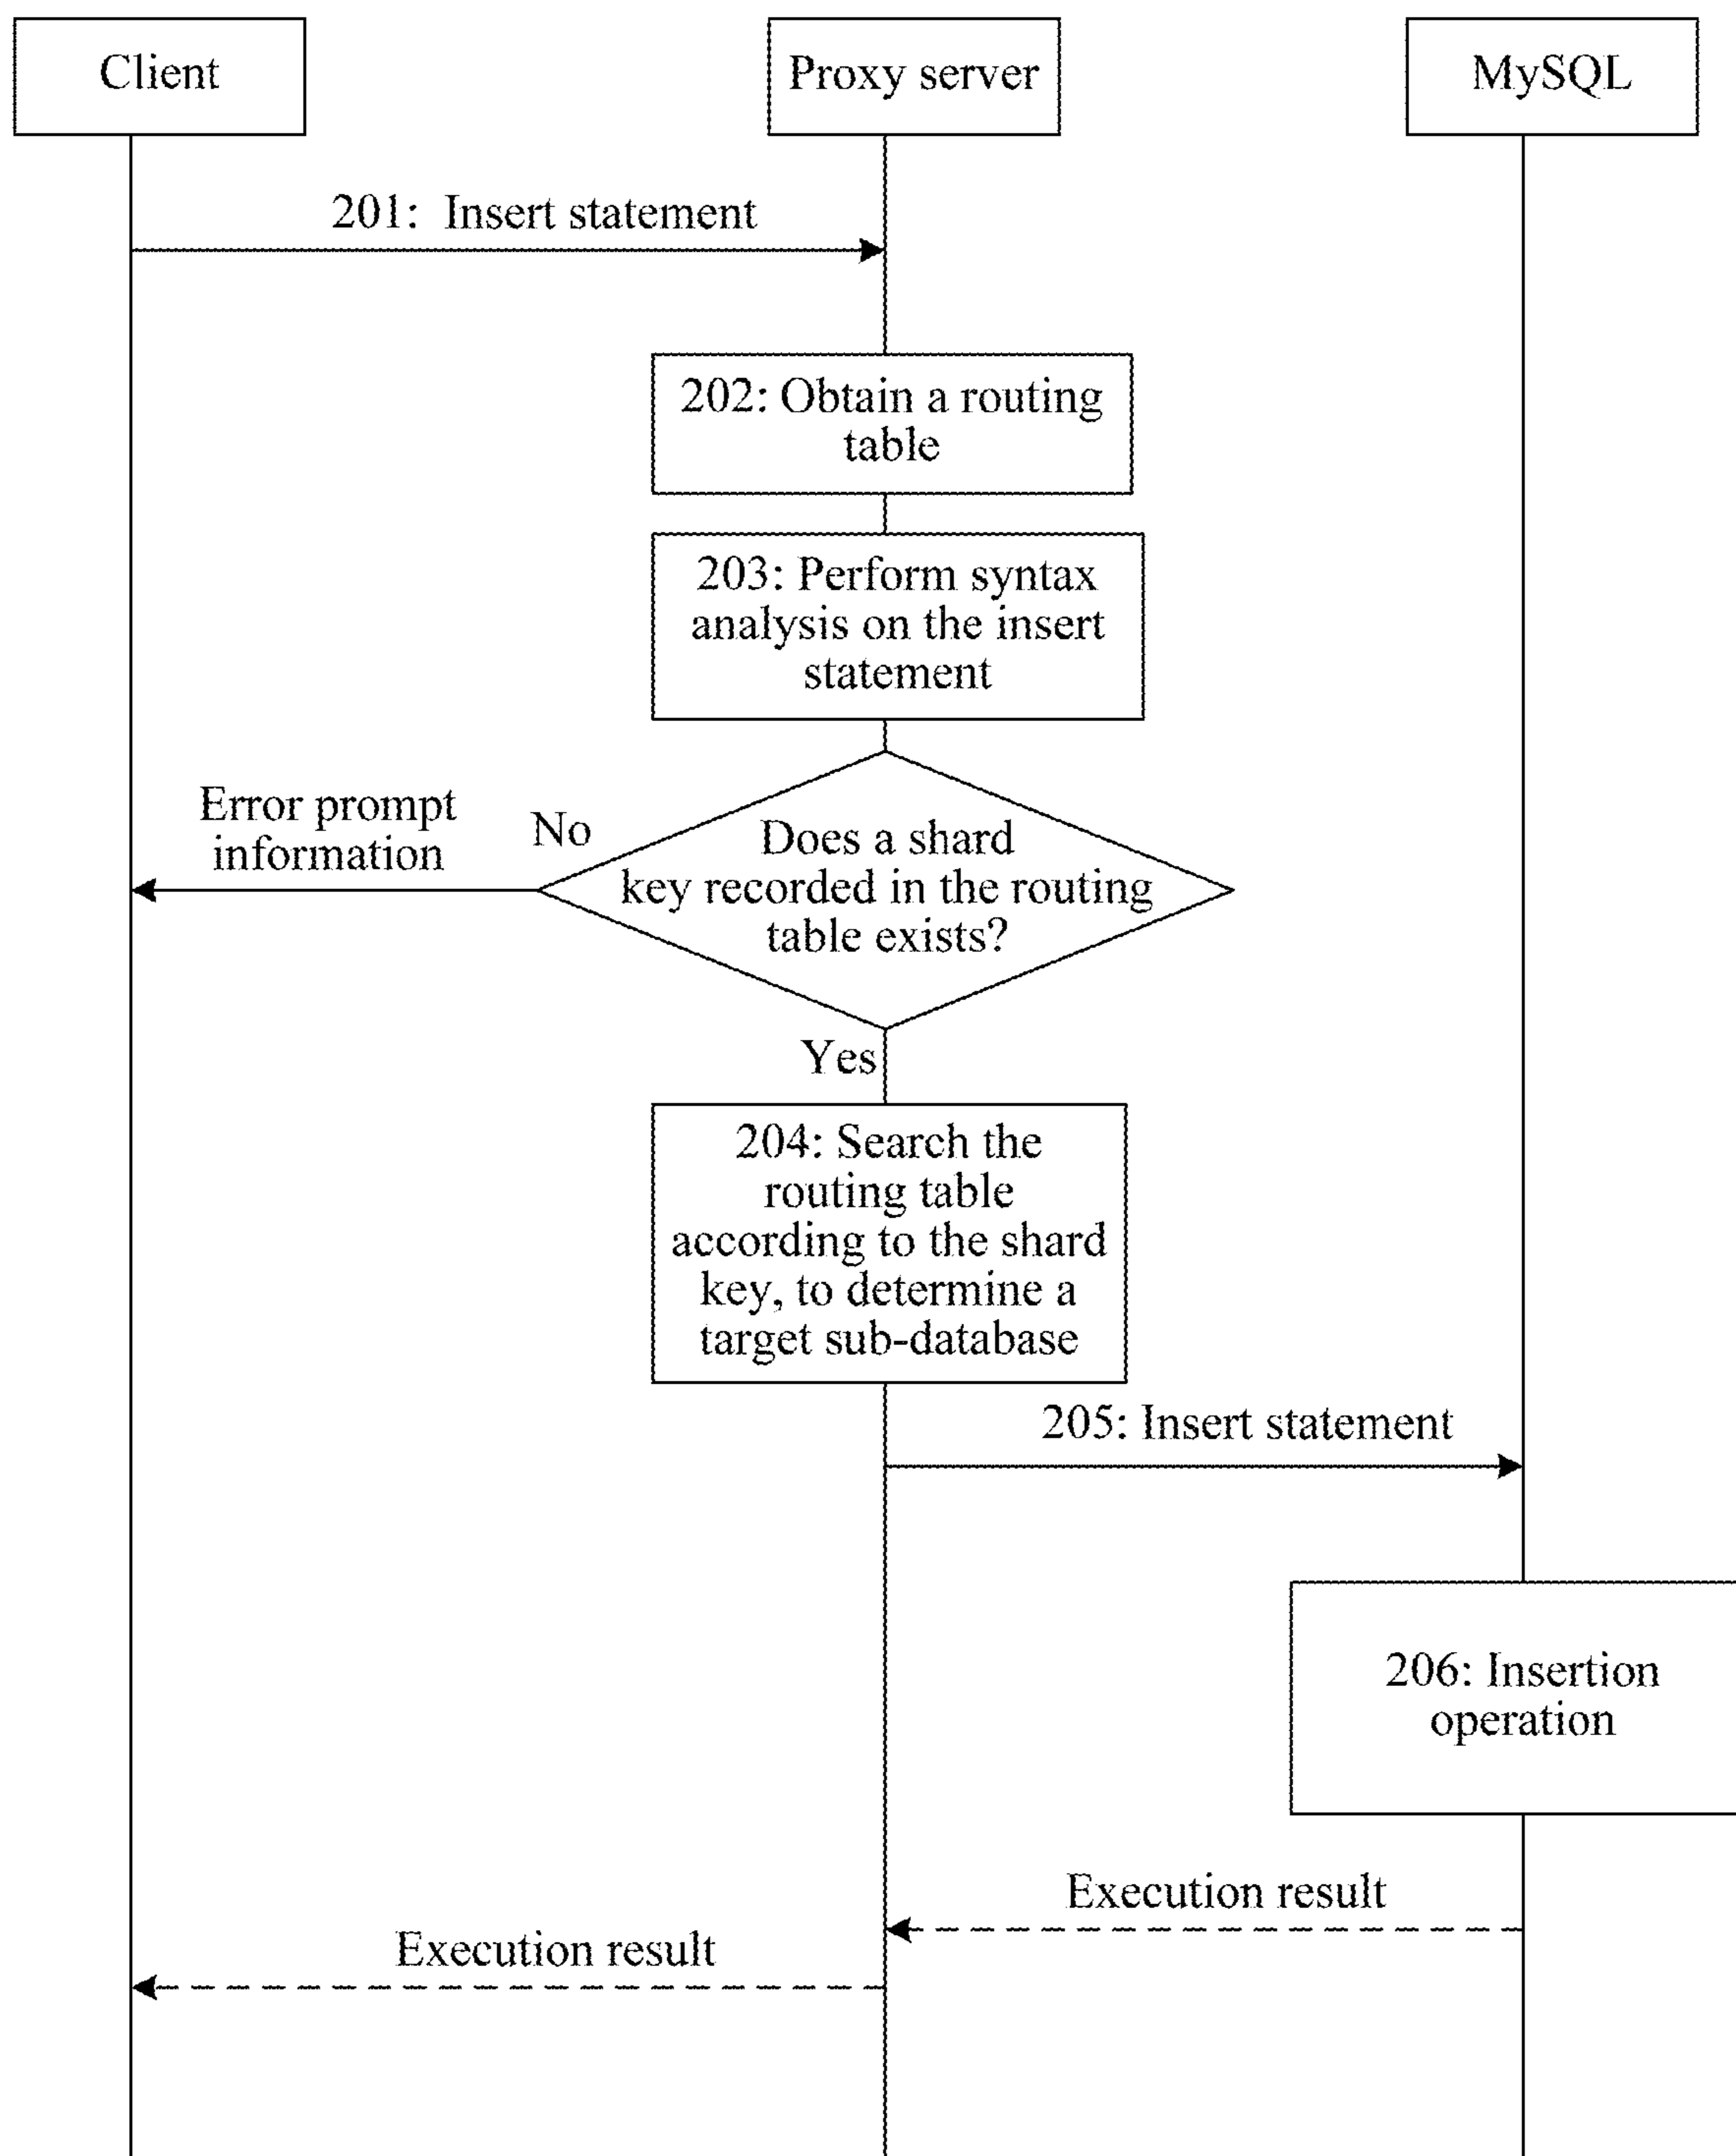 Client
Proxy server
MySQL
201: Insert statement
202: Obtain a routing
table
203: Perform syntax
analysis on the insert
statement
Error prompt
information
No
Does a shard
key recorded in the routing
table exists?
Yes
204: Search the
routing table
according to the shard
key, to determine a
target sub-database
205: Insert statement
206: Insertion
operation
Execution result
Execution result